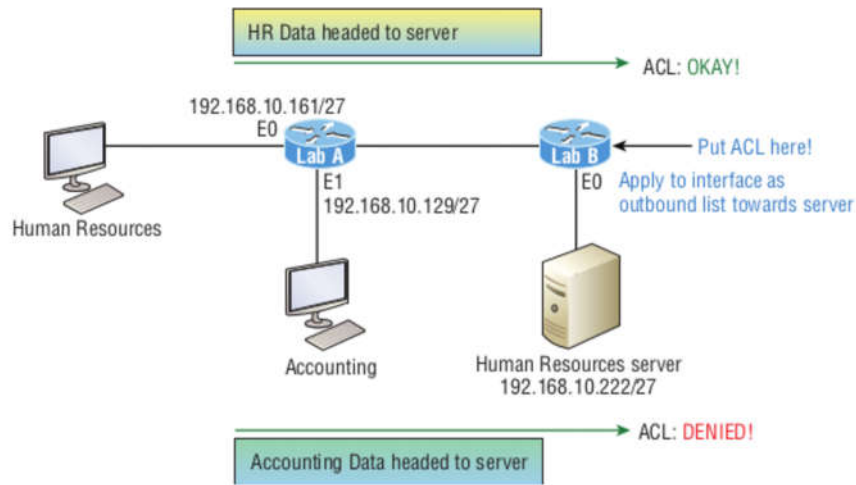 HR Data headed to server
ACL: OKAY!
192.168.10.161/27
E0
Lab A
Lab B
Put ACL here!
E1
E0
Apply to interface as
192.168.10.129/27
outbound list towards server
Human Resources
Accounting
Human Resources server
192.168.10.222/27
ACL: DENIED!
Accounting Data headed to server